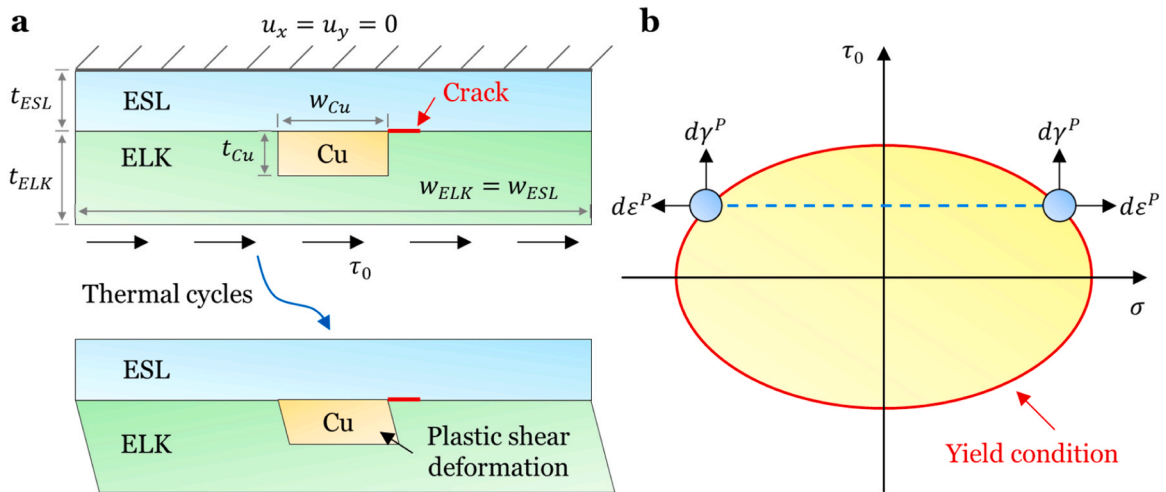 a
u_x = u_y = 0
t_ESL
ESL
w_Cu
Crack
t_ELK
ELK
t_Cu
Cu
w_ELK = w_ESL
τ_0
Thermal cycles
ESL
ELK
Cu
Plastic shear
deformation
b
τ_0
dγ^P
dγ^P
dε^P
dε^P
σ
Yield condition